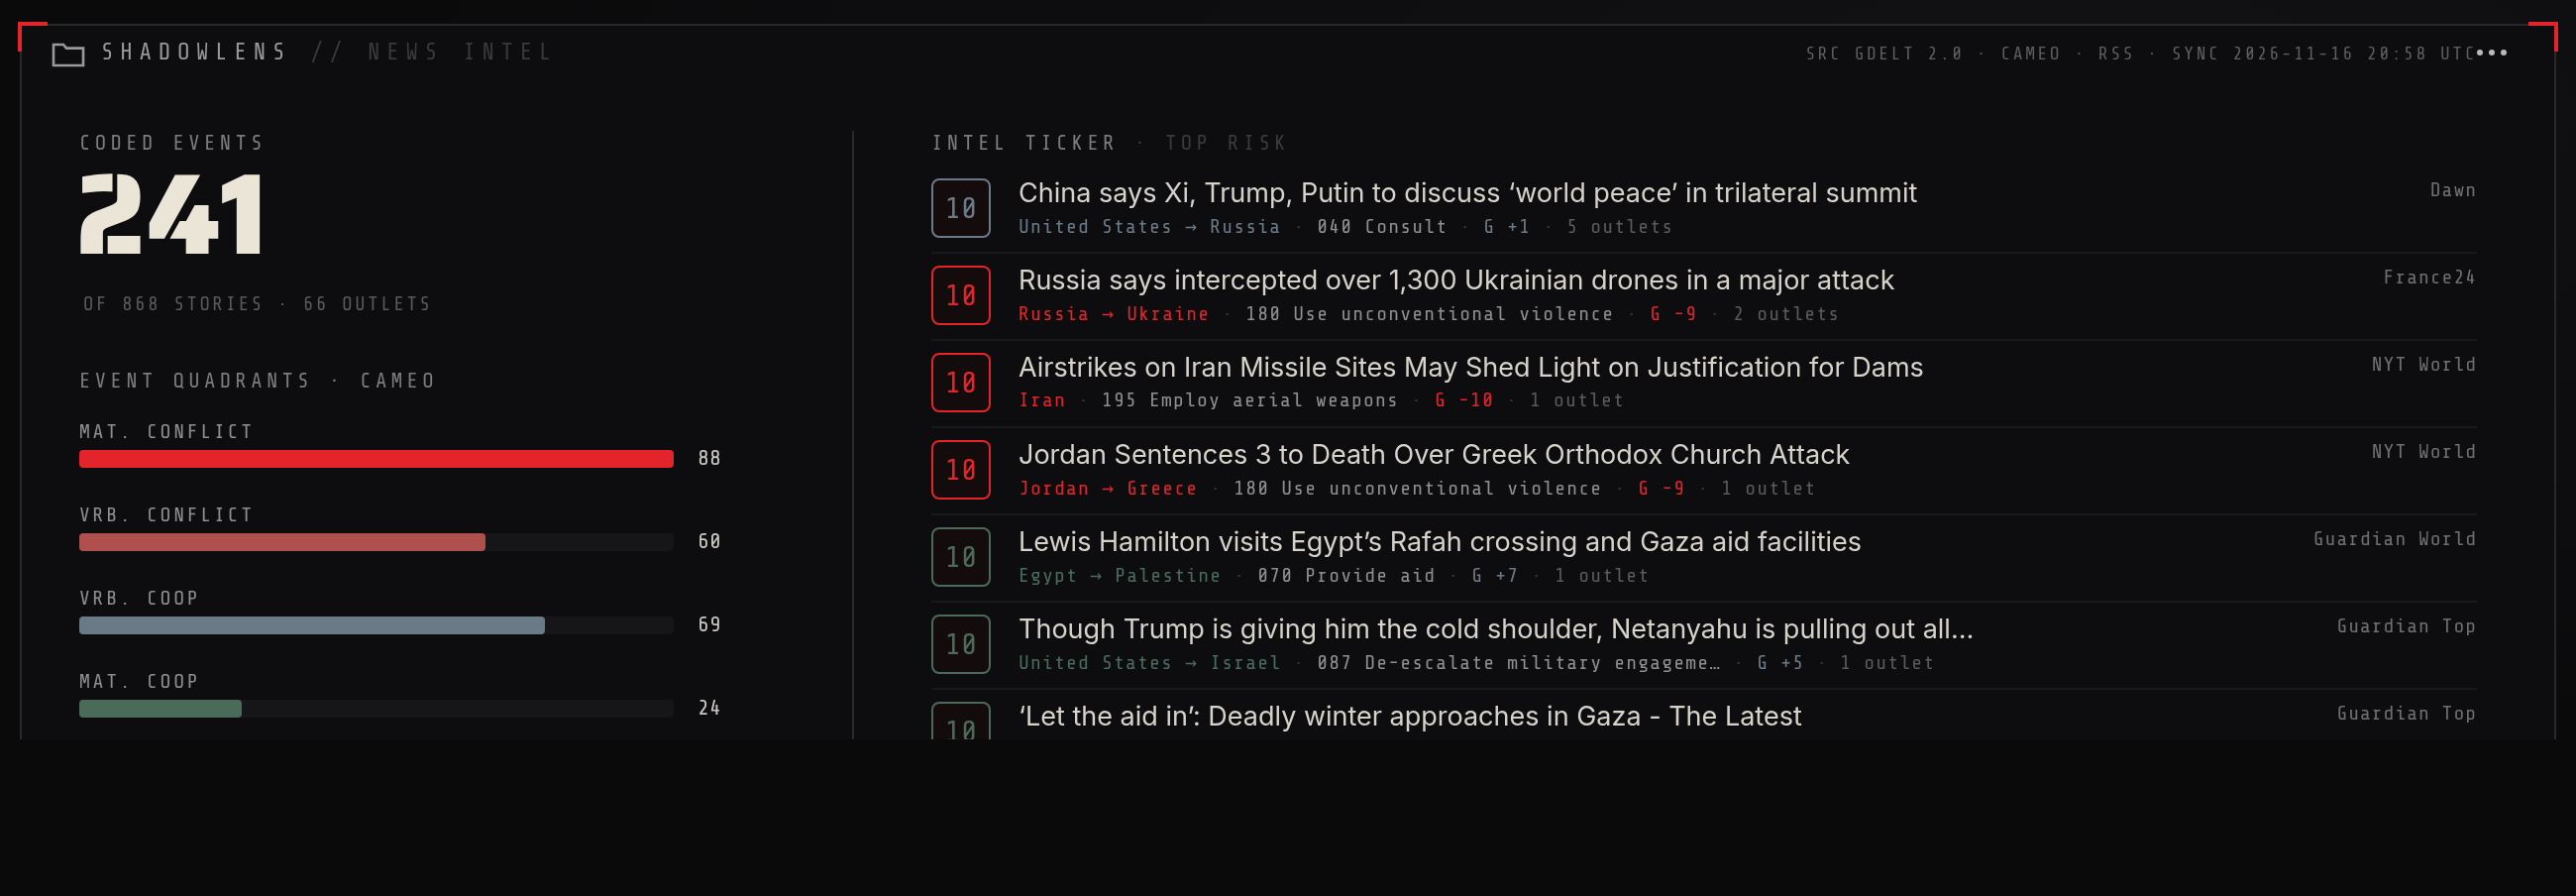 SHADOWLENS // NEWS INTEL
SRC GDELT 2.0 · CAMEO · RSS · SYNC 2026-11-16 20:58 UTC
CODED EVENTS
241
OF 868 STORIES · 66 OUTLETS
EVENT QUADRANTS · CAMEO
MAT. CONFLICT
88
VRB. CONFLICT
60
VRB. COOP
69
MAT. COOP
24
INTEL TICKER · TOP RISK
10 China says Xi, Trump, Putin to discuss ‘world peace’ in trilateral summit Dawn
United States → Russia · 040 Consult · G +1 · 5 outlets
10 Russia says intercepted over 1,300 Ukrainian drones in a major attack France24
Russia → Ukraine · 180 Use unconventional violence · G -9 · 2 outlets
10 Airstrikes on Iran Missile Sites May Shed Light on Justification for Dams NYT World
Iran · 195 Employ aerial weapons · G -10 · 1 outlet
10 Jordan Sentences 3 to Death Over Greek Orthodox Church Attack NYT World
Jordan → Greece · 180 Use unconventional violence · G -9 · 1 outlet
10 Lewis Hamilton visits Egypt’s Rafah crossing and Gaza aid facilities Guardian World
Egypt → Palestine · 070 Provide aid · G +7 · 1 outlet
10 Though Trump is giving him the cold shoulder, Netanyahu is pulling out all... Guardian Top
United States → Israel · 087 De-escalate military engageme… · G +5 · 1 outlet
10 ‘Let the aid in’: Deadly winter approaches in Gaza - The Latest Guardian Top